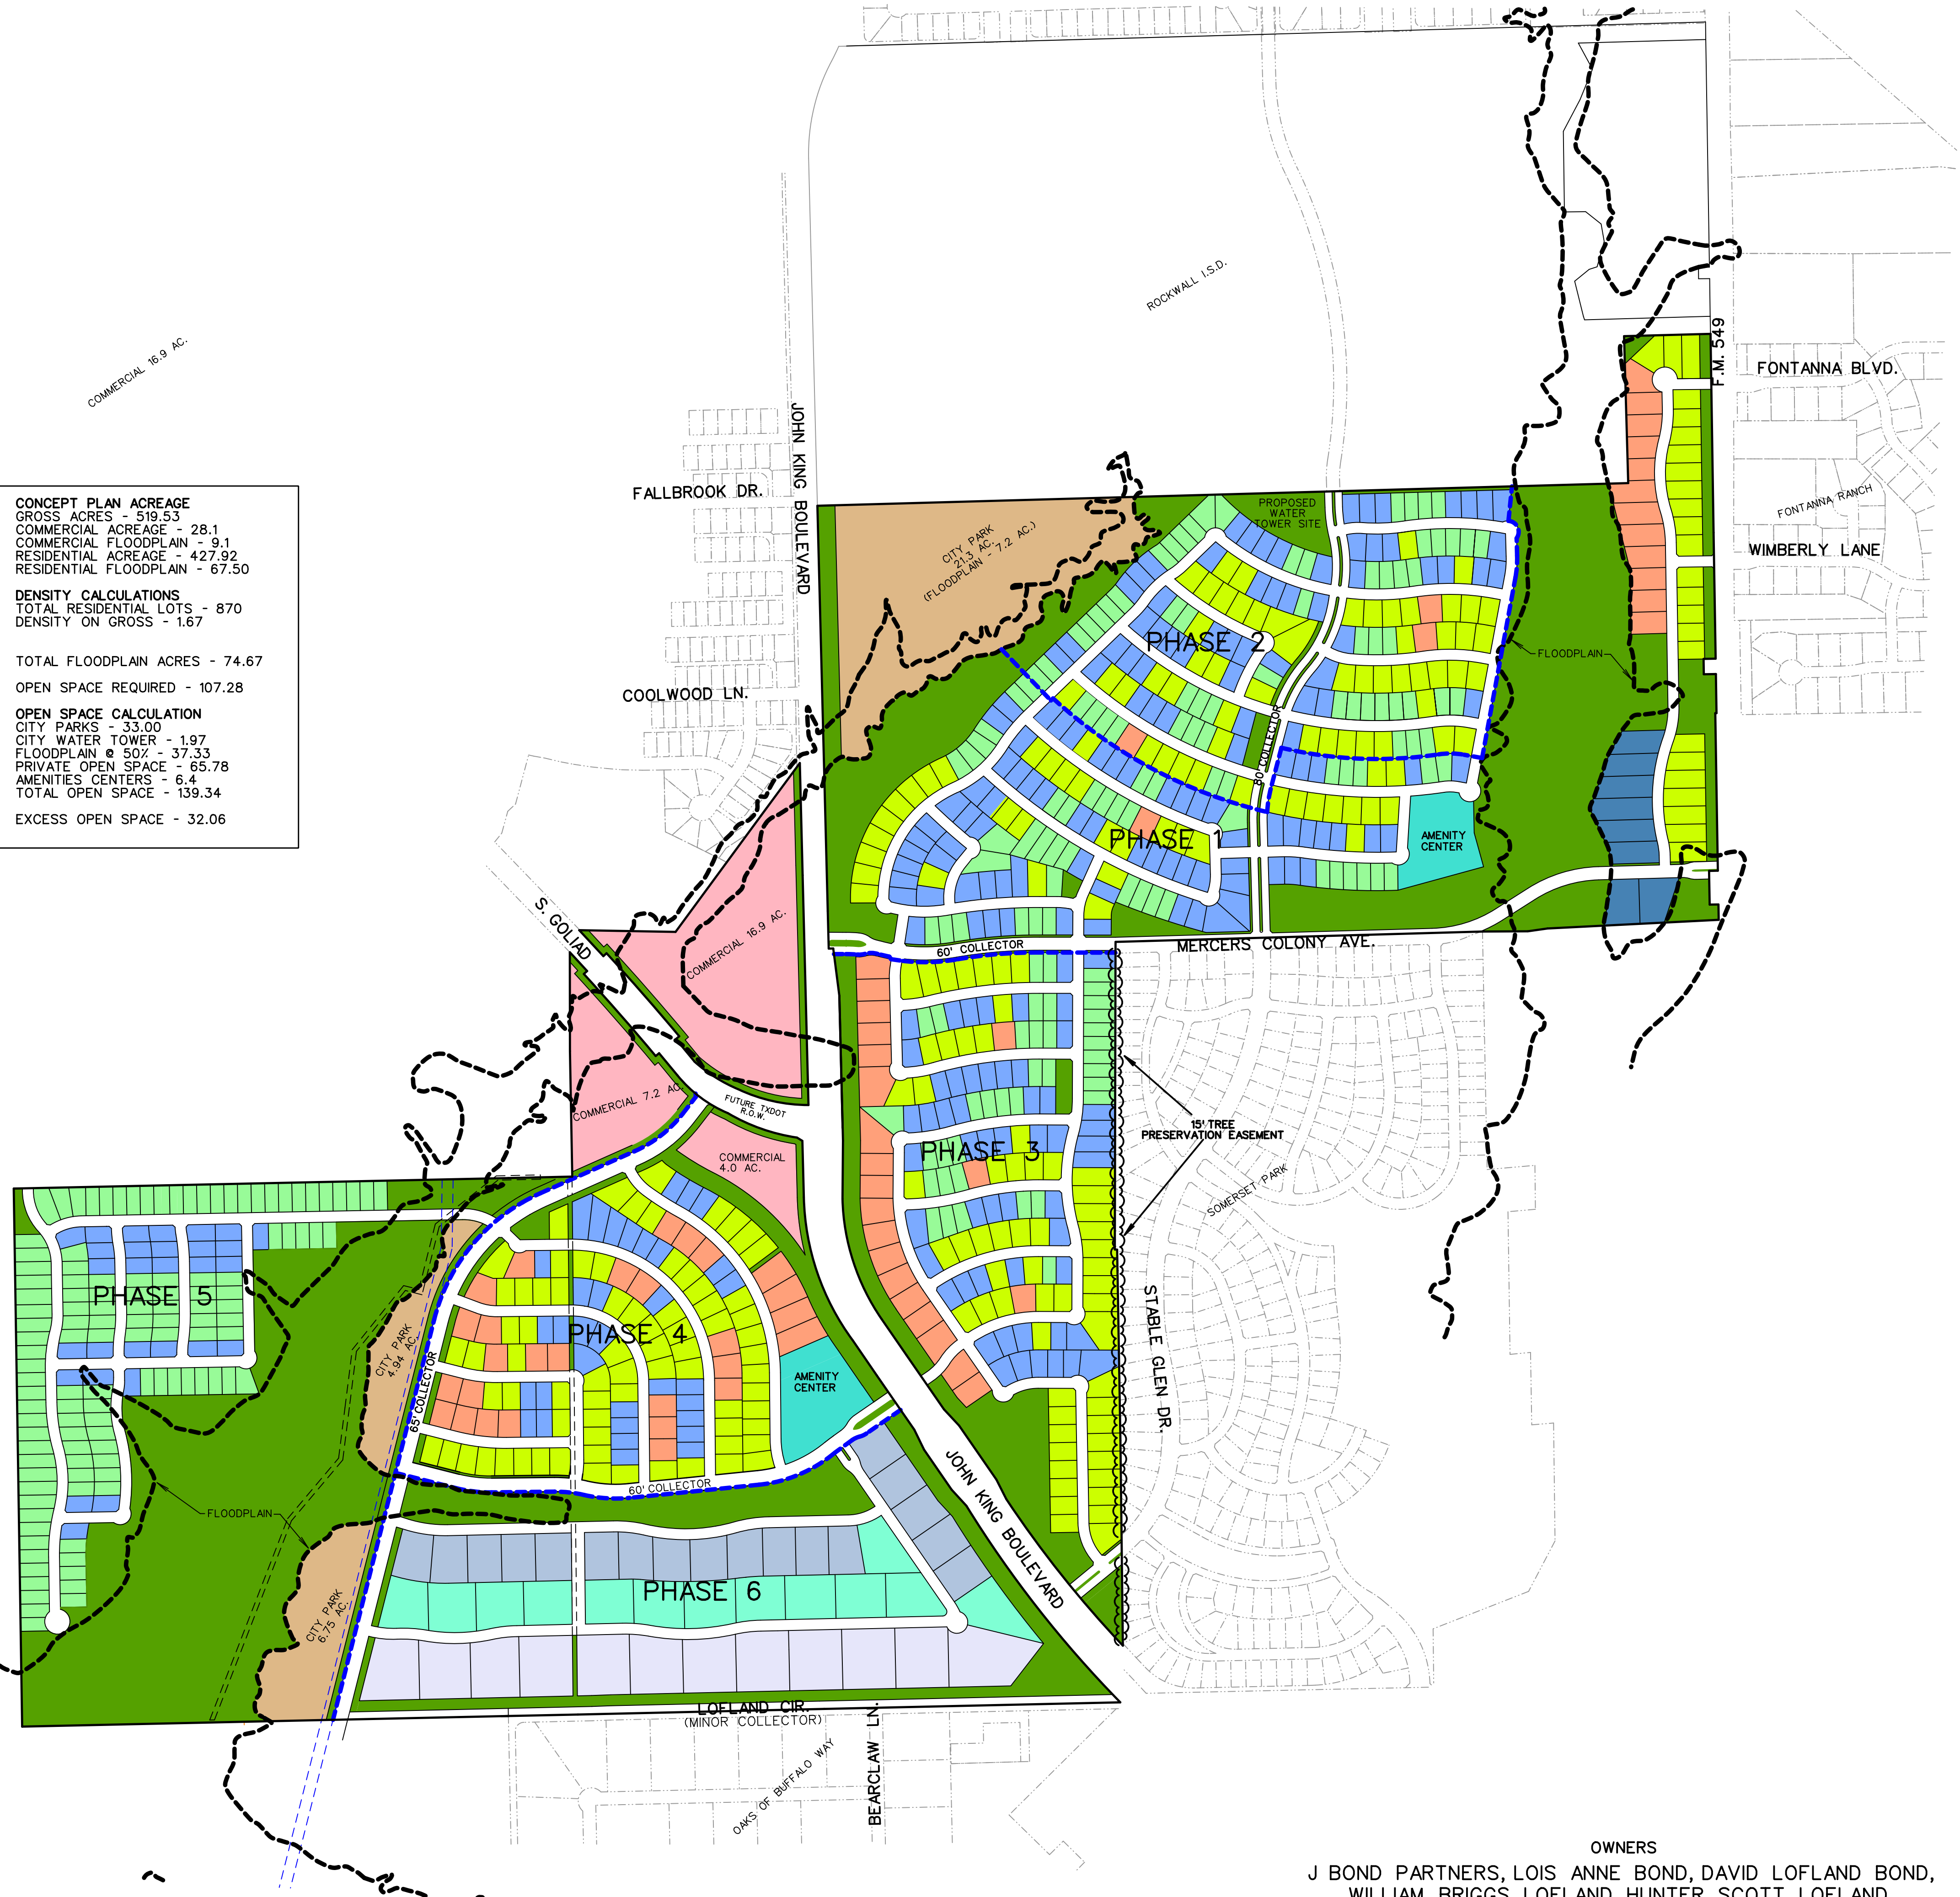 COMMERCIAL 16.9 AC.
CONCEPT PLAN ACREAGE
GROSS ACRES - 519.53
COMMERCIAL ACREAGE - 28.1
COMMERCIAL FLOODPLAIN - 9.1
RESIDENTIAL ACREAGE - 427.92
RESIDENTIAL FLOODPLAIN - 67.50
DENSITY CALCULATIONS
TOTAL RESIDENTIAL LOTS - 870
DENSITY ON GROSS - 1.67
TOTAL FLOODPLAIN ACRES - 74.67
OPEN SPACE REQUIRED - 107.28
OPEN SPACE CALCULATION
CITY PARKS - 33.00
CITY WATER TOWER - 1.97
FLOODPLAIN @ 50% - 37.33
PRIVATE OPEN SPACE - 65.78
AMENITIES CENTERS - 6.4
TOTAL OPEN SPACE - 139.34
EXCESS OPEN SPACE - 32.06
ROCKWALL I.S.D.
F.M. 549
FONTANNA BLVD.
FONTANNA RANCH
WIMBERLY LANE
JOHN KING BOULEVARD
FALLBROOK DR.
COOLWOOD LN.
CITY PARK
21.3 AC.
(FLOODPLAIN - 7.2 AC.)
PROPOSED
WATER
TOWER SITE
PHASE 2
FLOODPLAIN
60' COLLECTOR
PHASE 1
AMENITY
CENTER
S. GOLIAD
COMMERCIAL 16.9 AC.
60' COLLECTOR
MERCERS COLONY AVE.
COMMERCIAL 7.2 AC.
FUTURE TXDOT
R.O.W.
COMMERCIAL
4.0 AC.
PHASE 3
15' TREE
PRESERVATION EASEMENT
SOMERSET PARK
STABLE GLEN DR.
PHASE 5
CITY PARK
4.94 AC.
65' COLLECTOR
PHASE 4
AMENITY
CENTER
60' COLLECTOR
JOHN KING BOULEVARD
FLOODPLAIN
CITY PARK
6.75 AC.
PHASE 6
LOFLAND CIR.
(MINOR COLLECTOR)
BEARCLAW LN.
OAKS OF BUFFALO WAY
OWNERS
J BOND PARTNERS, LOIS ANNE BOND, DAVID LOFLAND BOND,
WILLIAM BRIGGS LOFLAND, HUNTER SCOTT LOFLAND